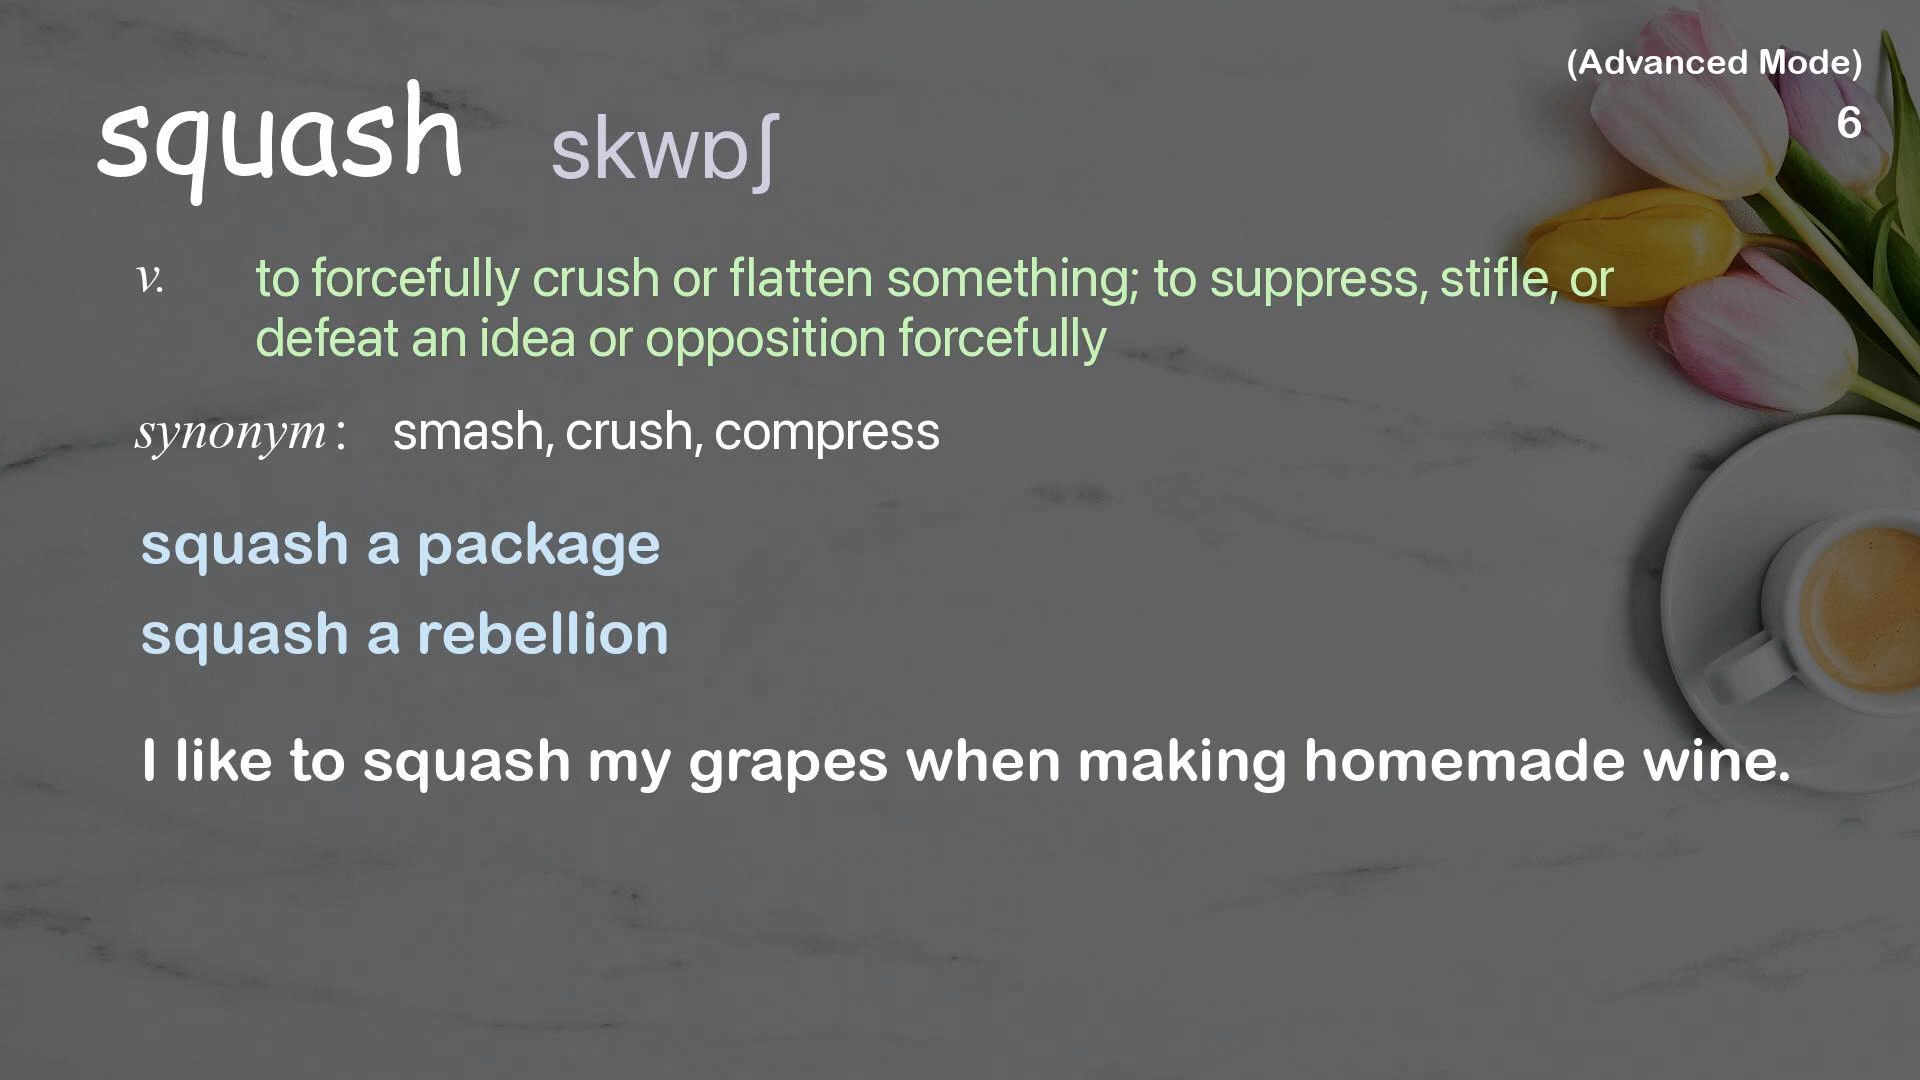 (Advanced Mode)
6
squash skwɒʃ
v. to forcefully crush or flatten something; to suppress, stifle, or
defeat an idea or opposition forcefully
synonym: smash, crush, compress
squash a package
squash a rebellion
I like to squash my grapes when making homemade wine.